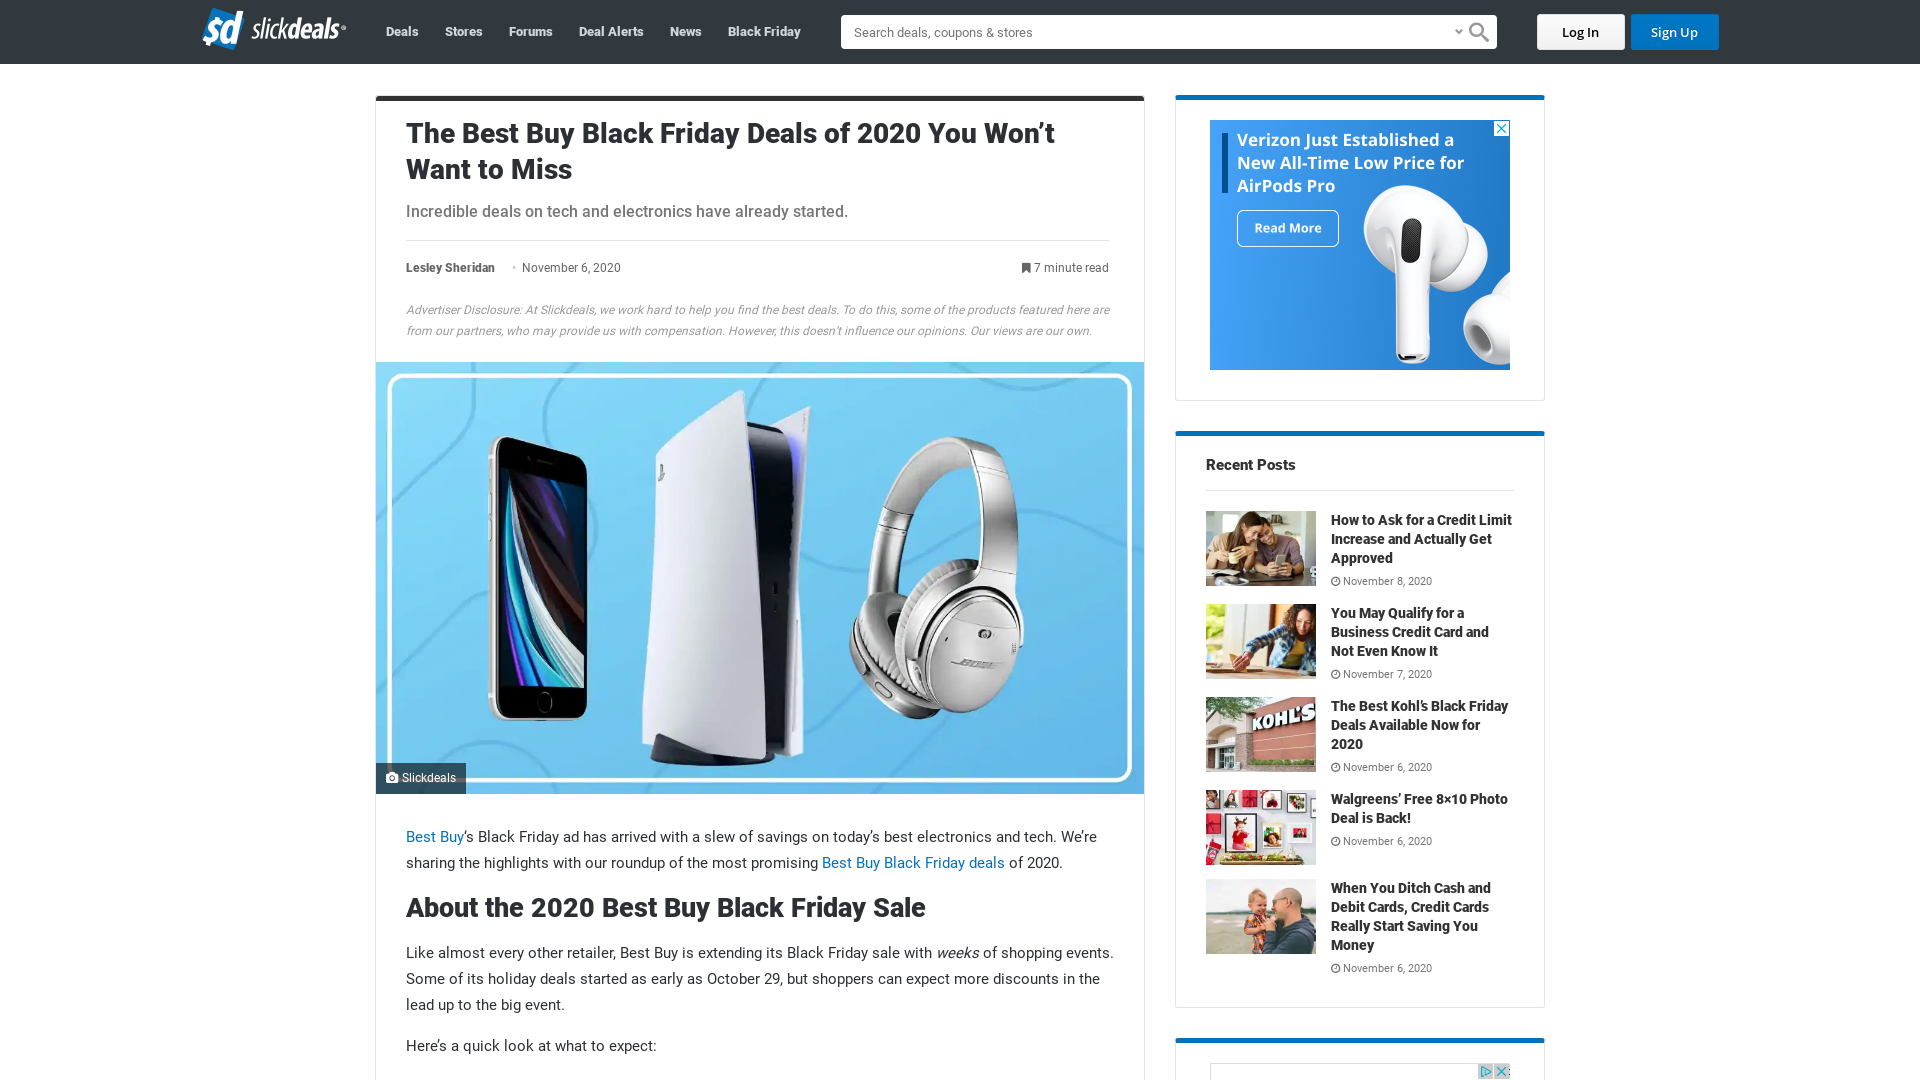 sd slickdeals®
Deals
Stores
Forums
Deal Alerts
News
Black Friday
Search deals, coupons & stores
Log In
Sign Up
The Best Buy Black Friday Deals of 2020 You Won’t
Want to Miss
Incredible deals on tech and electronics have already started.
Lesley Sheridan • November 6, 2020
7 minute read
Advertiser Disclosure: At Slickdeals, we work hard to help you find the best deals. To do this, some of the products featured here are
from our partners, who may provide us with compensation. However, this doesn’t influence our opinions. Our views are our own.
BOSE
Slickdeals
Best Buy‘s Black Friday ad has arrived with a slew of savings on today’s best electronics and tech. We’re
sharing the highlights with our roundup of the most promising Best Buy Black Friday deals of 2020.
About the 2020 Best Buy Black Friday Sale
Like almost every other retailer, Best Buy is extending its Black Friday sale with weeks of shopping events.
Some of its holiday deals started as early as October 29, but shoppers can expect more discounts in the
lead up to the big event.
Here’s a quick look at what to expect:
Verizon Just Established a
New All-Time Low Price for
AirPods Pro
Read More
Recent Posts
How to Ask for a Credit Limit
Increase and Actually Get
Approved
November 8, 2020
You May Qualify for a
Business Credit Card and
Not Even Know It
November 7, 2020
KOHL'S
The Best Kohl’s Black Friday
Deals Available Now for
2020
November 6, 2020
Walgreens’ Free 8×10 Photo
Deal is Back!
November 6, 2020
When You Ditch Cash and
Debit Cards, Credit Cards
Really Start Saving You
Money
November 6, 2020